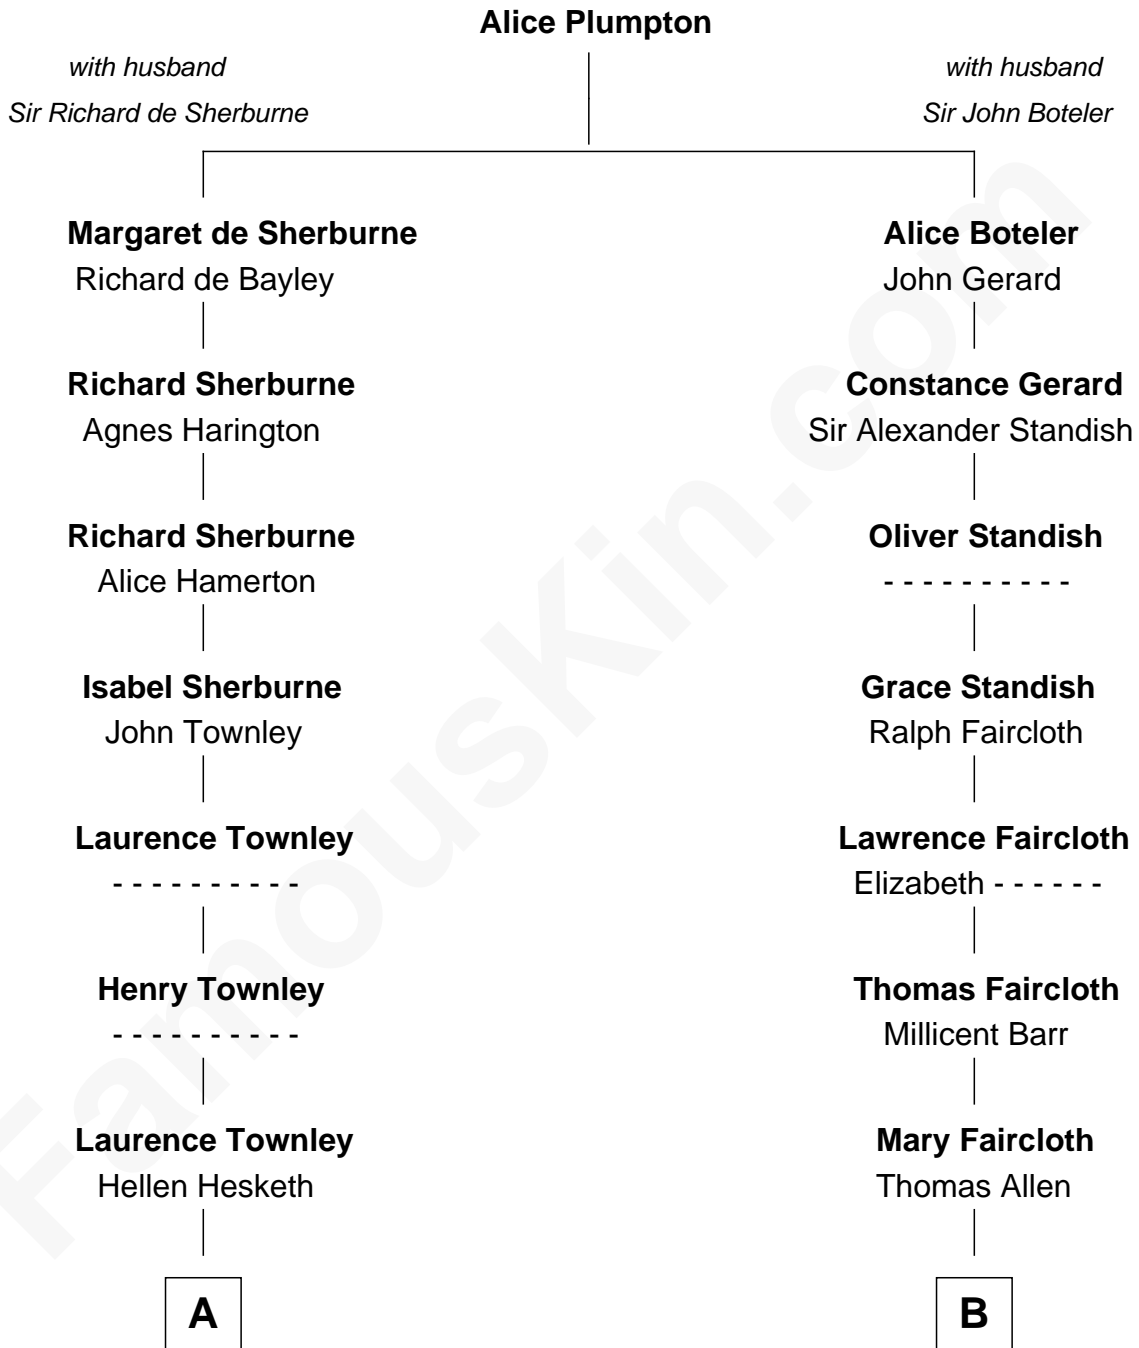 Alice Plumpton
with husband
Sir Richard de Sherburne
with husband
Sir John Boteler
Margaret de Sherburne
Richard de Bayley
Alice Boteler
John Gerard
Richard Sherburne
Agnes Harington
Constance Gerard
Sir Alexander Standish
Richard Sherburne
Alice Hamerton
Oliver Standish
- - - - - - - - - -
Isabel Sherburne
John Townley
Grace Standish
Ralph Faircloth
Laurence Townley
- - - - - - - - - -
Lawrence Faircloth
Elizabeth - - - - - -
Henry Townley
- - - - - - - - - -
Thomas Faircloth
Millicent Barr
Laurence Townley
Hellen Hesketh
Mary Faircloth
Thomas Allen
A
B
FamousKin.com